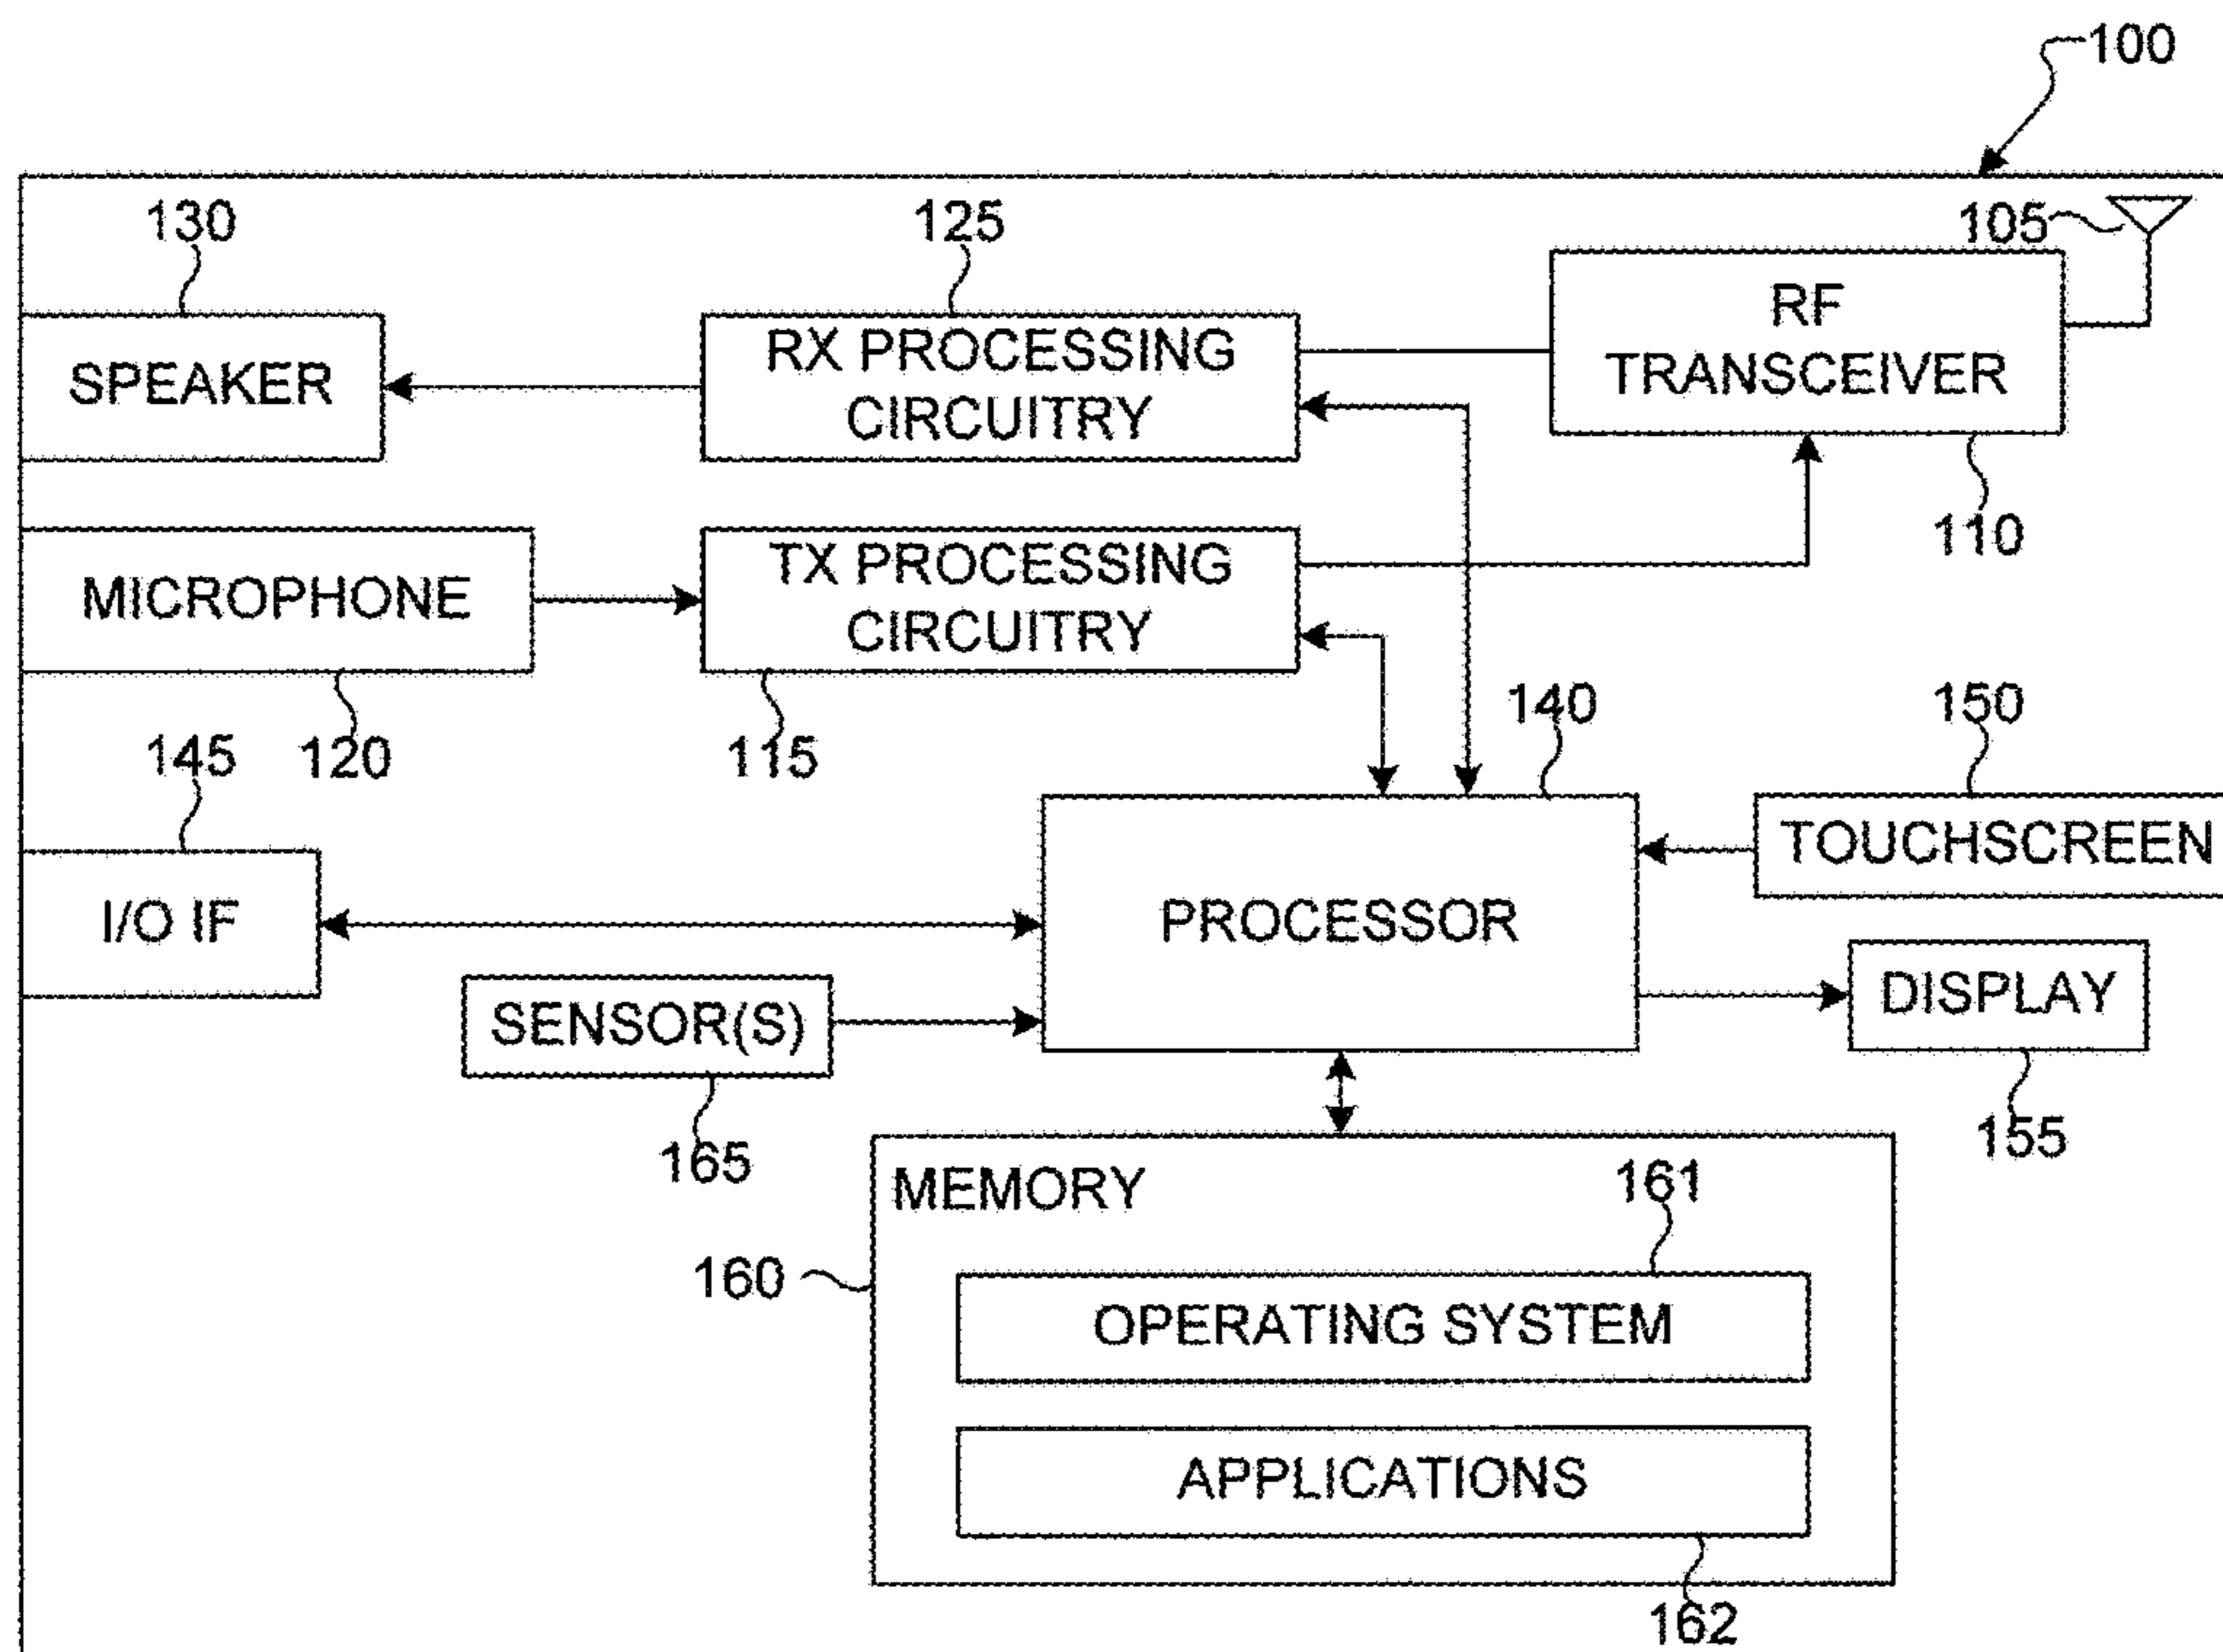 100
130
125
105
SPEAKER
RX PROCESSING
CIRCUITRY
RF
TRANSCEIVER
110
MICROPHONE
TX PROCESSING
CIRCUITRY
120
115
140
150
145
I/O IF
PROCESSOR
TOUCHSCREEN
SENSOR(S)
DISPLAY
165
155
MEMORY
161
160
OPERATING SYSTEM
APPLICATIONS
162